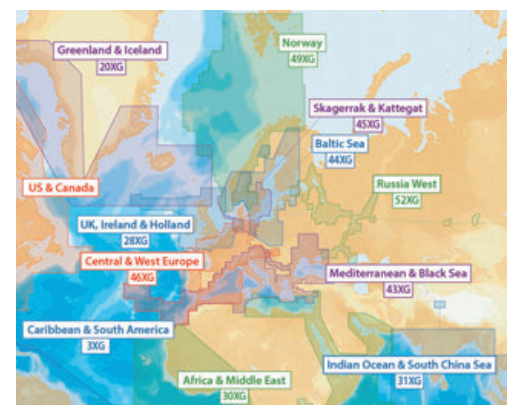 Greenland & Iceland
20XG
Norway
49XG
Skagerrak & Kattegat
45XG
Baltic Sea
44XG
US & Canada
Russia West
52XG
UK, Ireland & Holland
28XG
Central & West Europe
46XG
Mediterranean & Black Sea
43XG
Caribbean & South America
3XG
Indian Ocean & South China Sea
31XG
Africa & Middle East
30XG